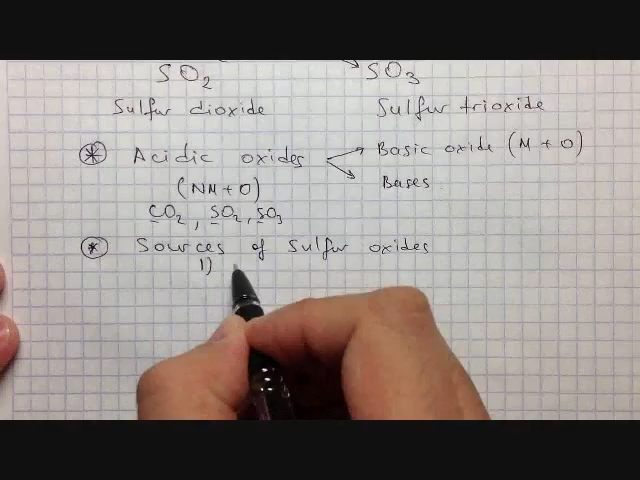 SO2 SO3
Sulfur dioxide Sulfur trioxide
* Acidic oxides Basic oxide (M + O)
(NM + O) Bases
CO2, SO2, SO3
* Sources of Sulfur oxides
1)